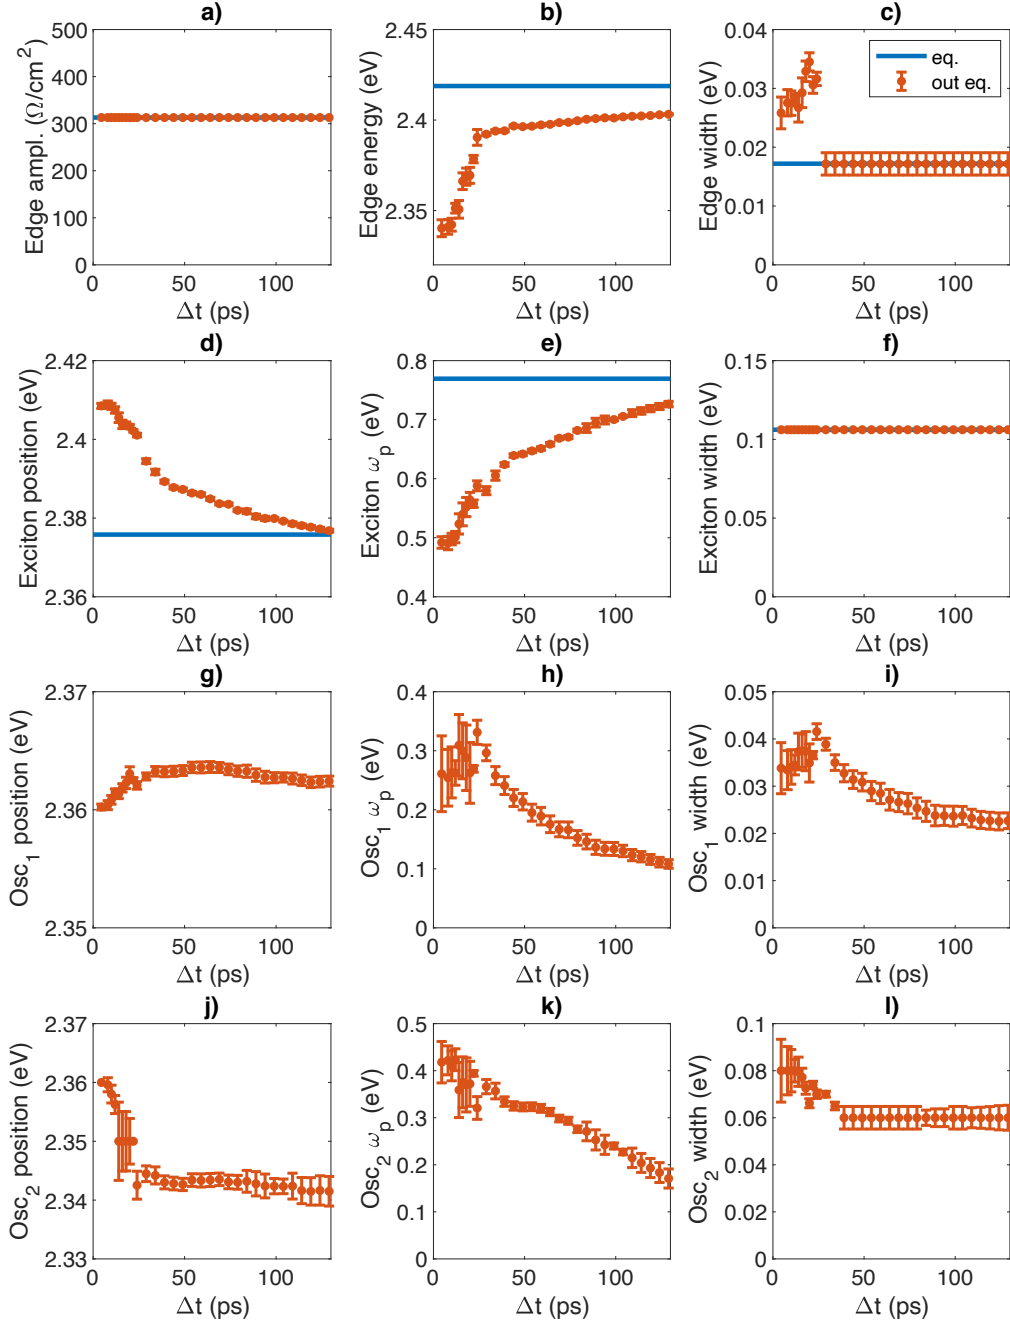 a)
500
400
300
200
100
0
Edge ampl. (Ω/cm²)
0 50 100
Δt (ps)
b)
2.45
2.4
2.35
Edge energy (eV)
0 50 100
Δt (ps)
c)
0.04
0.03
0.02
0.01
0
Edge width (eV)
eq.
out eq.
0 50 100
Δt (ps)
d)
2.42
2.4
2.38
2.36
Exciton position (eV)
0 50 100
Δt (ps)
e)
0.8
0.7
0.6
0.5
0.4
Exciton ω_p (eV)
0 50 100
Δt (ps)
f)
0.15
0.1
0.05
0
Exciton width (eV)
0 50 100
Δt (ps)
g)
2.37
2.36
2.35
Osc_1 position (eV)
0 50 100
Δt (ps)
h)
0.4
0.3
0.2
0.1
0
Osc_1 ω_p (eV)
0 50 100
Δt (ps)
i)
0.05
0.04
0.03
0.02
0.01
0
Osc_1 width (eV)
0 50 100
Δt (ps)
j)
2.37
2.36
2.35
2.34
2.33
Osc_2 position (eV)
0 50 100
Δt (ps)
k)
0.5
0.4
0.3
0.2
0.1
0
Osc_2 ω_p (eV)
0 50 100
Δt (ps)
l)
0.1
0.08
0.06
0.04
0.02
0
Osc_2 width (eV)
0 50 100
Δt (ps)